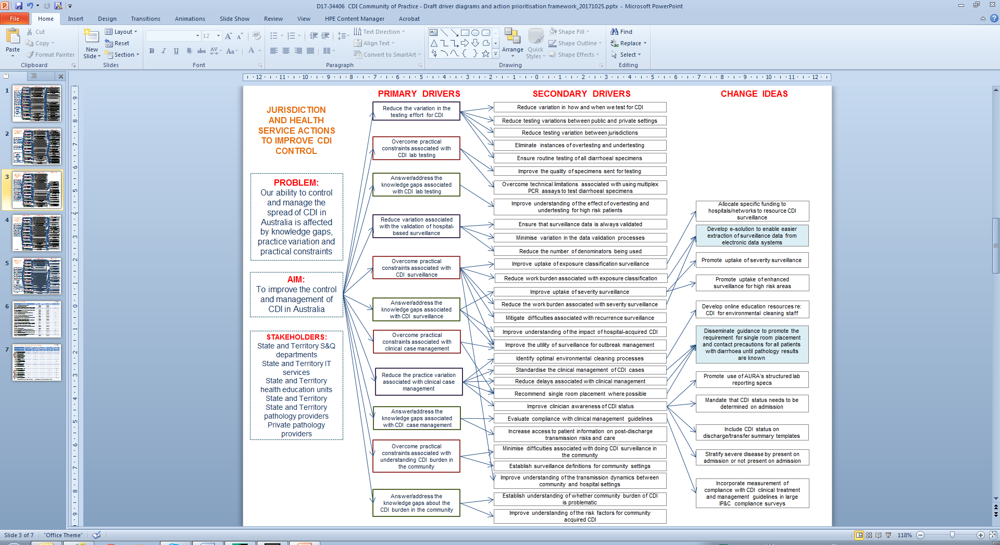 D17-34406 CDI Community of Practice - Draft driver diagrams and action prioritisation framework_20171025.pptx - Microsoft PowerPoint
File Home Insert Design Transitions Animations Slide Show Review View HPE Content Manager Acrobat
Paste
Cut
Copy
Format Painter
Clipboard
New
Slide
Layout
Reset
Section
Slides
12
Font
Text Direction
Align Text
Convert to SmartArt
Paragraph
Arrange
Quick
Styles
Shape Fill
Shape Outline
Shape Effects
Drawing
Find
Replace
Select
Editing
12 11 10 9 8 7 6 5 4 3 2 1 0 1 2 3 4 5 6 7 8 9 10 11 12
1
2
3
4
5
6
7
JURISDICTION
AND HEALTH
SERVICE ACTIONS
TO IMPROVE CDI
CONTROL
PROBLEM:
Our ability to control
and manage the
spread of CDI in
Australia is affected
by knowledge gaps,
practice variation and
practical constraints
AIM:
To improve the control
and management of
CDI in Australia
STAKEHOLDERS:
State and Territory S&Q
departments
State and Territory IT
services
State and Territory
health education units
State and Territory
State and Territory
pathology providers
Private pathology
providers
PRIMARY DRIVERS
Reduce the variation in the
testing effort for CDI
Overcome practical
constraints associated with
CDI lab testing
Answer/address the
knowledge gaps associated
with CDI lab testing
Reduce variation associated
with the validation of hospital-
based surveillance
Overcome practical
constraints associated with
CDI surveillance
Answer/address the
knowledge gaps associated
with CDI surveillance
Overcome practical
constraints associated with
clinical case management
Reduce the practice variation
associated with clinical case
management
Answer/address the
knowledge gaps associated
with CDI case management
Overcome practical
constraints associated with
understanding CDI burden in
the community
Answer/address the
knowledge gaps about the
CDI burden in the community
SECONDARY DRIVERS
Reduce variation in how and when we test for CDI
Reduce testing variations between public and private settings
Reduce testing variation between jurisdictions
Eliminate instances of overtesting and undertesting
Ensure routine testing of all diarrhoeal specimens
Improve the quality of specimens sent for testing
Overcome technical limitations associated with using multiplex
PCR assays to test diarrhoeal specimens
Improve understanding of the effect of overtesting and
undertesting for high risk patients
Ensure that surveillance data is always validated
Minimise variation in the data validation processes
Reduce the number of denominators being used
Improve uptake of exposure classification surveillance
Reduce work burden associated with exposure classification
Improve uptake of severity surveillance
Reduce the work burden associated with severity surveillance
Mitigate difficulties associated with recurrence surveillance
Improve understanding of the impact of hospital-acquired CDI
Improve the utility of surveillance for outbreak management
Identify optimal environmental cleaning processes
Standardise the clinical management of CDI cases
Reduce delays associated with clinical management
Recommend single room placement where possible
Improve clinician awareness of CDI status
Evaluate compliance with clinical management guidelines
Increase access to patient information on post-discharge
transmission risks and care
Minimise difficulties associated with doing CDI surveillance in
the community
Establish surveillance definitions for community settings
Improve understanding of the transmission dynamics between
community and hospital settings
Establish understanding of whether community burden of CDI
is problematic
Improve understanding of the risk factors for community
acquired CDI
CHANGE IDEAS
Allocate specific funding to
hospitals/networks to resource CDI
surveillance
Develop e-solution to enable easier
extraction of surveillance data from
electronic data systems
Promote uptake of severity surveillance
Promote uptake of enhanced
surveillance for high risk areas
Develop online education resources re:
CDI for environmental cleaning staff
Disseminate guidance to promote the
requirement for single room placement
and contact precautions for all patients
with diarrhoea until pathology results
are known
Promote use of AURA's structured lab
reporting specs
Mandate that CDI status needs to be
determined on admission
Include CDI status on
discharge/transfer summary templates
Stratify severe disease by present on
admission or not present on admission
Incorporate measurement of
compliance with CDI clinical treatment
and management guidelines in large
IP&C compliance surveys
Slide 3 of 7 "Office Theme" 118%